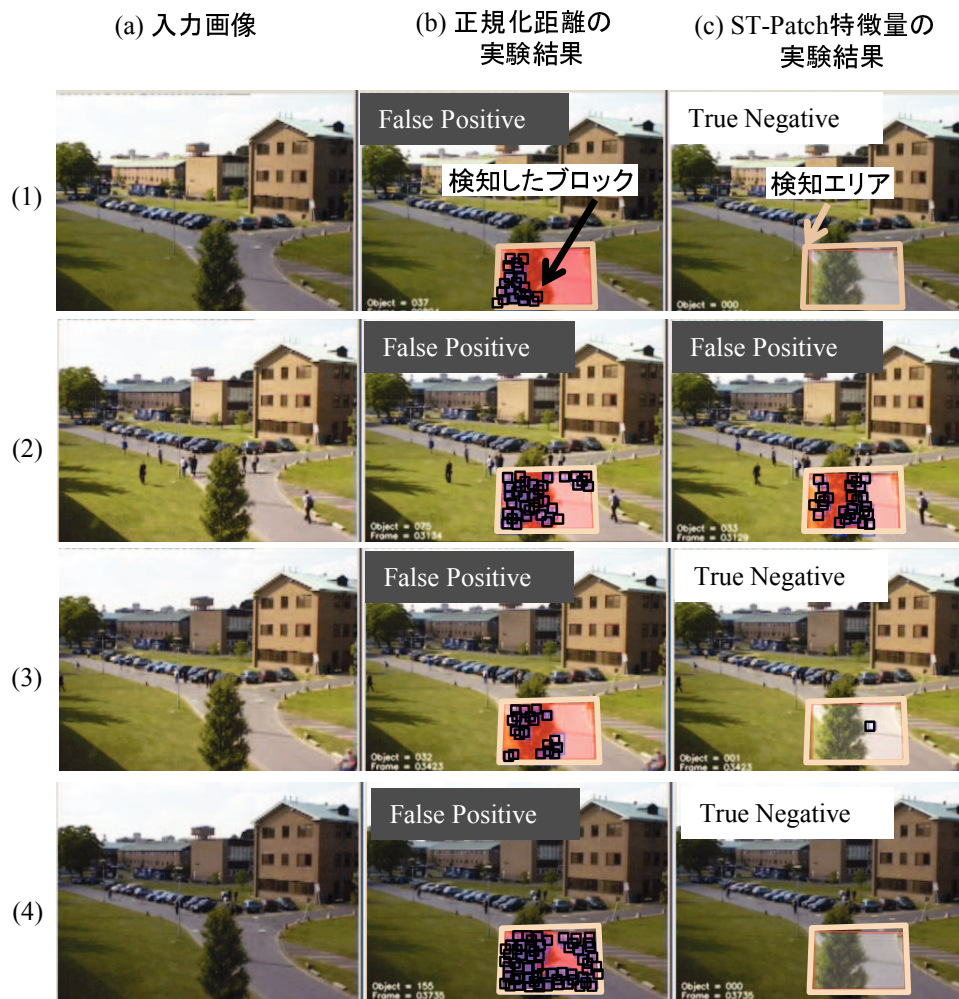 (a) 入力画像
(b) 正規化距離の
実験結果
(c) ST-Patch特徴量の
実験結果
(1)
False Positive
検知したブロック
Object = 037
True Negative
検知エリア
Object = 000
(2)
False Positive
Object = 075
Frame = 03134
False Positive
Object = 033
Frame = 03129
(3)
False Positive
Object = 032
Frame = 03423
True Negative
Object = 001
Frame = 03423
(4)
False Positive
Object = 155
Frame = 03735
True Negative
Object = 000
Frame = 03735